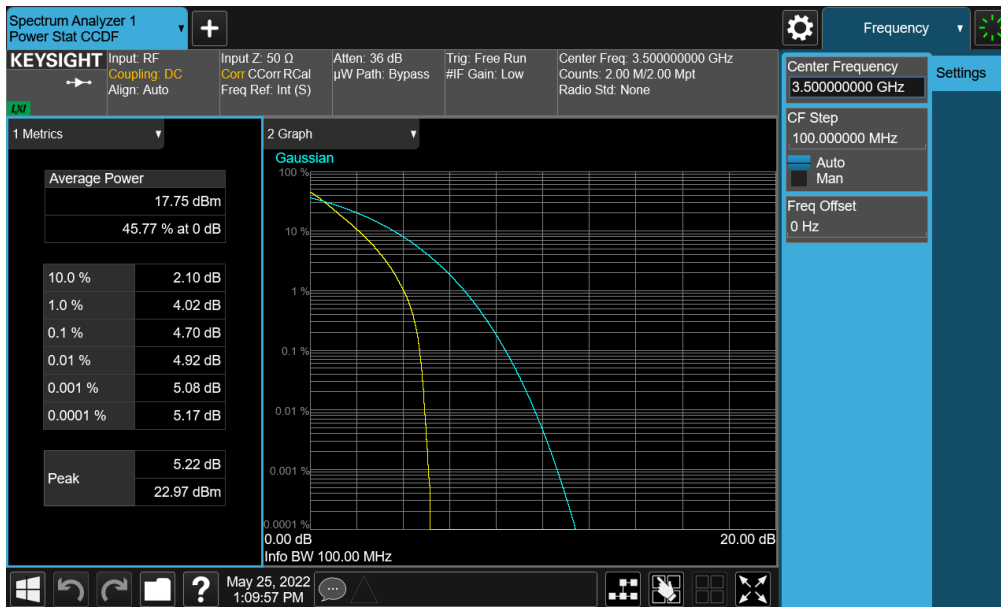 Spectrum Analyzer 1
Power Stat CCDF
Frequency
KEYSIGHT
Input: RF
Coupling: DC
Align: Auto
Input Z: 50 Ω
Corr CCorr RCal
Freq Ref: Int (S)
Atten: 36 dB
µW Path: Bypass
Trig: Free Run
#IF Gain: Low
Center Freq: 3.500000000 GHz
Counts: 2.00 M/2.00 Mpt
Radio Std: None
LXI
Center Frequency
3.500000000 GHz
Settings
CF Step
100.000000 MHz
Auto
Man
Freq Offset
0 Hz
1 Metrics
Average Power
17.75 dBm
45.77 % at 0 dB
10.0 % 2.10 dB
1.0 % 4.02 dB
0.1 % 4.70 dB
0.01 % 4.92 dB
0.001 % 5.08 dB
0.0001 % 5.17 dB
Peak
5.22 dB
22.97 dBm
2 Graph
Gaussian
100 %
10 %
1 %
0.1 %
0.01 %
0.001 %
0.0001 %
0.00 dB 20.00 dB
Info BW 100.00 MHz
May 25, 2022
1:09:57 PM